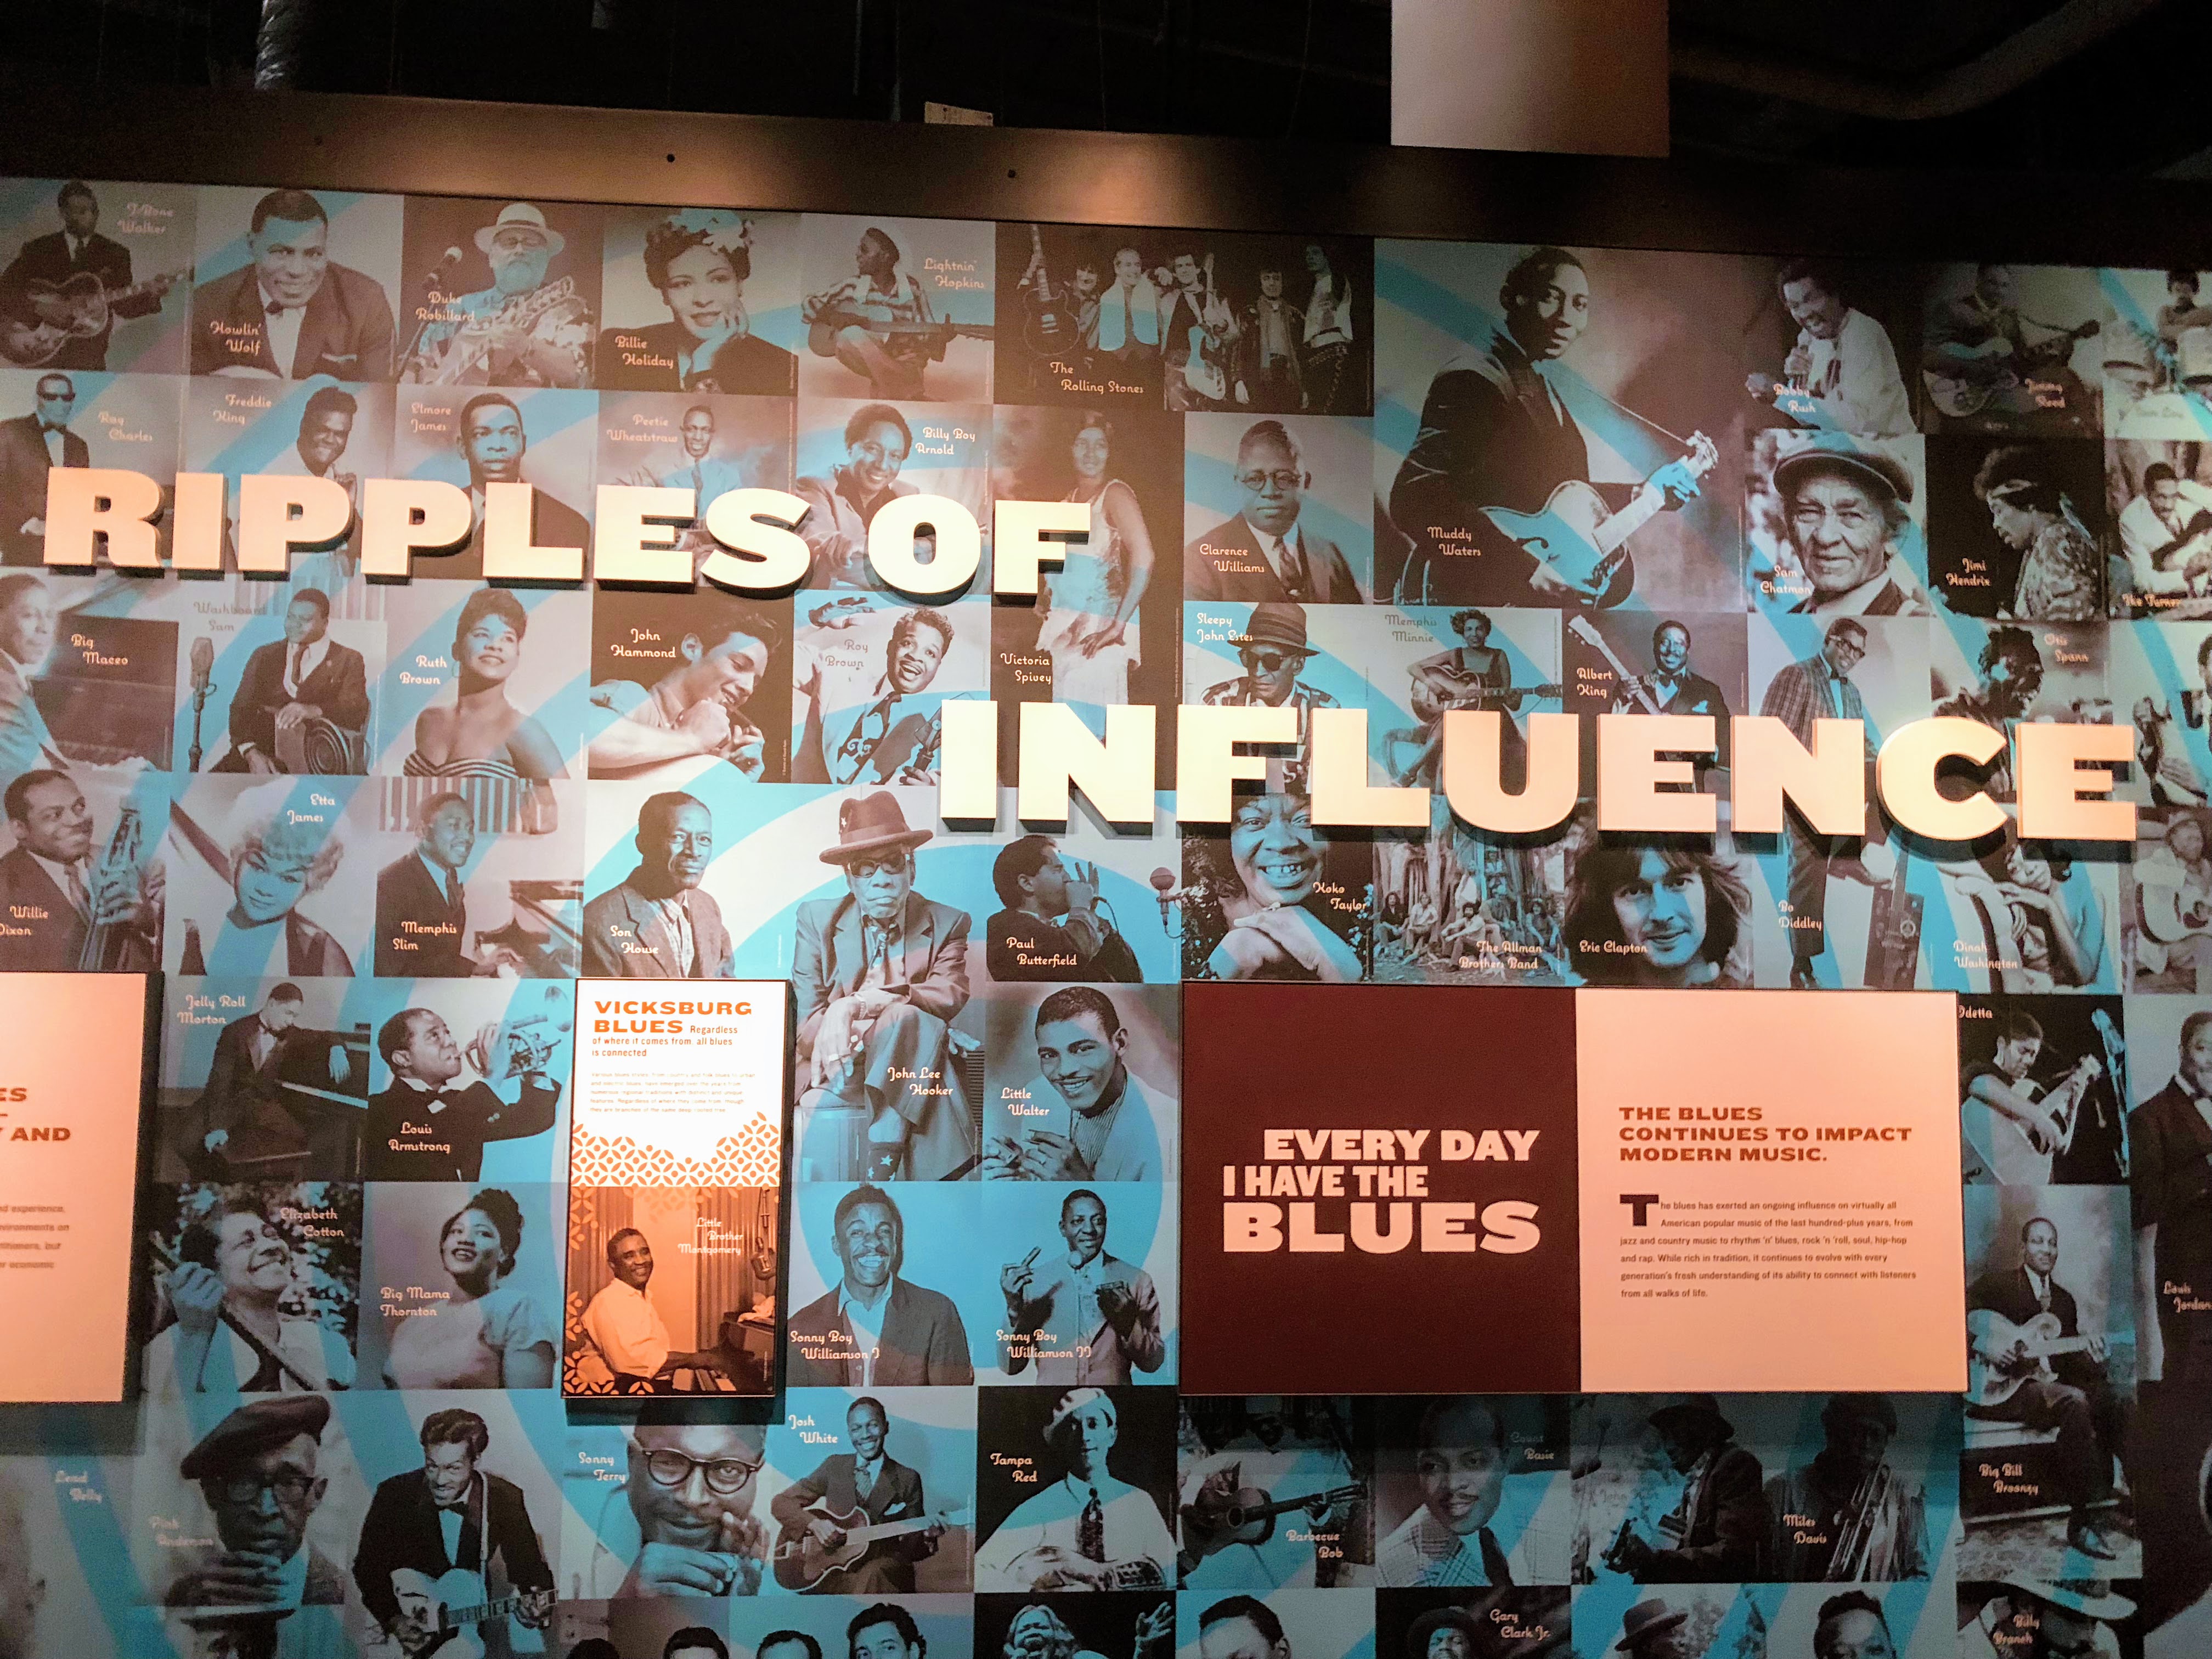 T-Bone
Walker
Howlin'
Wolf
Duke
Robillard
Billie
Holiday
Lightnin'
Hopkins
The
Rolling Stones
Muddy
Waters
Bobby
Rush
Jimmy
Reed
Ray
Charles
Freddie
King
Elmore
James
Peetie
Wheatstraw
Billy Boy
Arnold
Victoria
Spivey
Clarence
Williams
Sam
Chatmon
Jimi
Hendrix
RIPPLES OF
INFLUENCE
Big
Maceo
Washboard
Sam
Ruth
Brown
John
Hammond
Roy
Brown
Sleepy
John Estes
Memphis
Minnie
Albert
King
Otis
Spann
Willie
Dixon
Etta
James
Memphis
Slim
Son
House
John Lee
Hooker
Paul
Butterfield
Koko
Taylor
The Allman
Brothers Band
Eric Clapton
Bo
Diddley
Dinah
Washington
Jelly Roll
Morton
Louis
Armstrong
Little
Walter
Odetta
ES
Y AND
d experience,
vironments on
but
economic
VICKSBURG
BLUES Regardless
of where it comes from, all blues
is connected
Little
Brother
Montgomery
EVERY DAY
I HAVE THE
BLUES
THE BLUES
CONTINUES TO IMPACT
MODERN MUSIC.
The blues has exerted an ongoing influence on virtually all
American popular music of the last hundred-plus years, from
jazz and country music to rhythm 'n' blues, rock 'n 'roll, soul, hip-hop
and rap. While rich in tradition, it continues to evolve with every
generation's fresh understanding of its ability to connect with listeners
from all walks of life.
Elizabeth
Cotton
Big Mama
Thornton
Sonny Boy
Williamson I
Sonny Boy
Williamson II
Louis
Jordan
Big Bill
Broonzy
Lead
Belly
Pink
Anderson
Sonny
Terry
Josh
White
Tampa
Red
Barbecue
Bob
Count
Basie
Miles
Davis
Gary
Clark Jr.
Billy
Branch